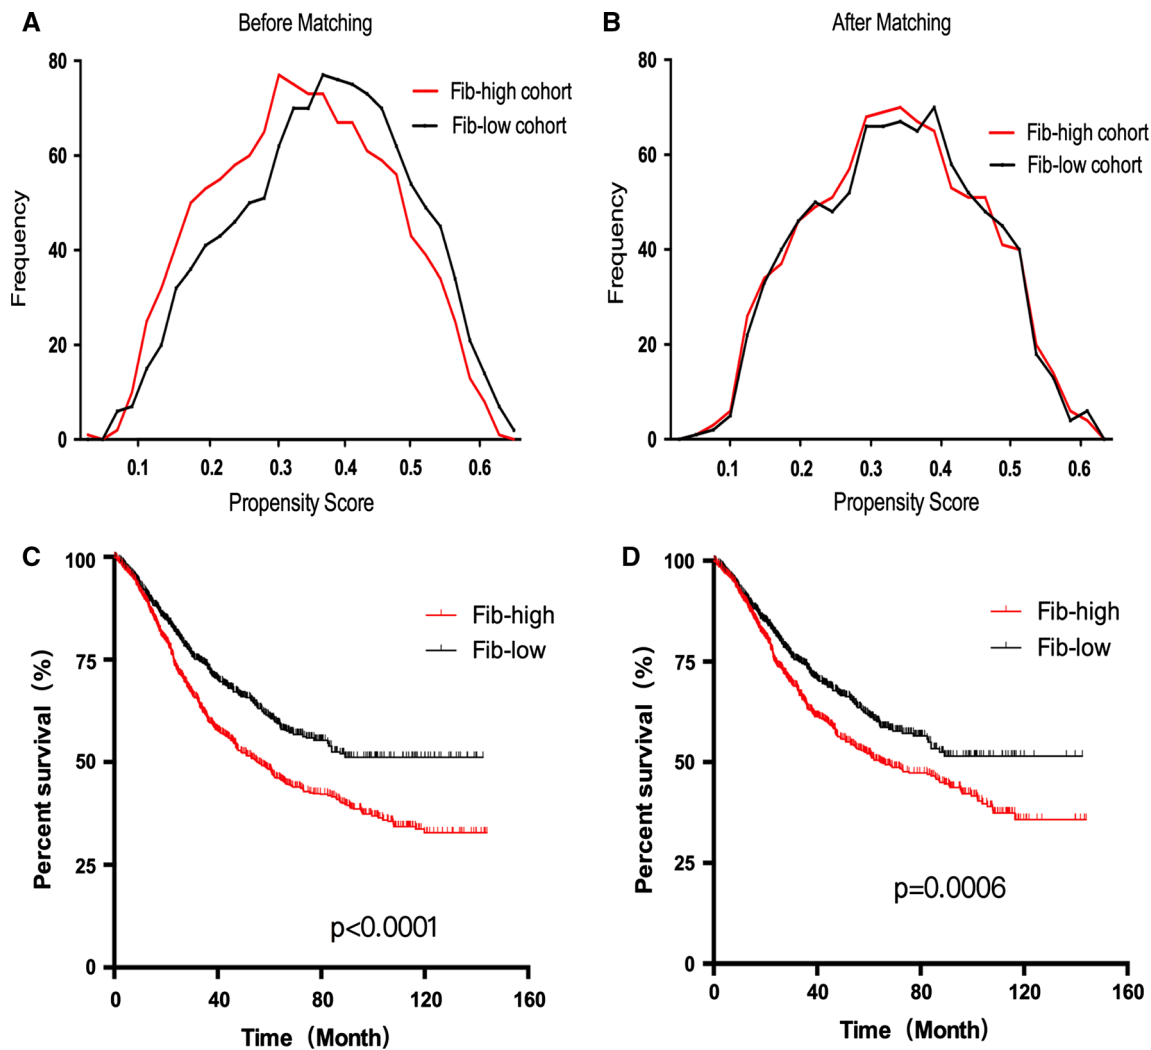 A
Before Matching
80
60
40
20
0
Frequency
Fib-high cohort
Fib-low cohort
0.1 0.2 0.3 0.4 0.5 0.6
Propensity Score
B
After Matching
80
60
40
20
0
Frequency
Fib-high cohort
Fib-low cohort
0.1 0.2 0.3 0.4 0.5 0.6
Propensity Score
C
100
75
50
25
0
Percent survival (%)
Fib-high
Fib-low
p<0.0001
0 40 80 120 160
Time (Month)
D
100
75
50
25
0
Percent survival (%)
Fib-high
Fib-low
p=0.0006
0 40 80 120 160
Time (Month)